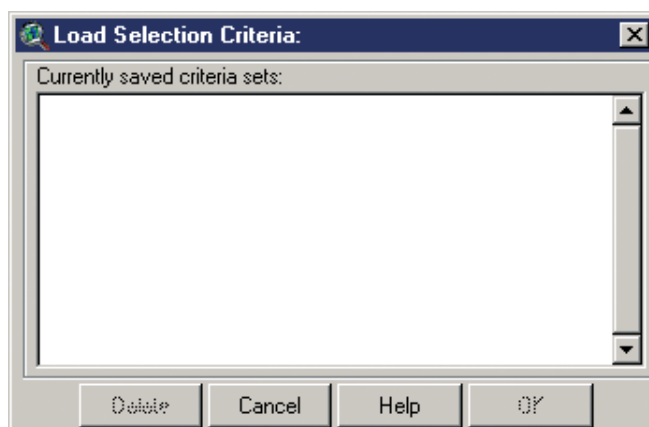 Load Selection Criteria:
Currently saved criteria sets:
Delete Cancel Help OK